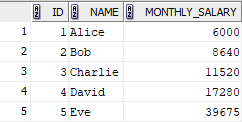 ID NAME MONTHLY_SALARY
1 1 Alice 6000
2 2 Bob 8640
3 3 Charlie 11520
4 4 David 17280
5 5 Eve 39675